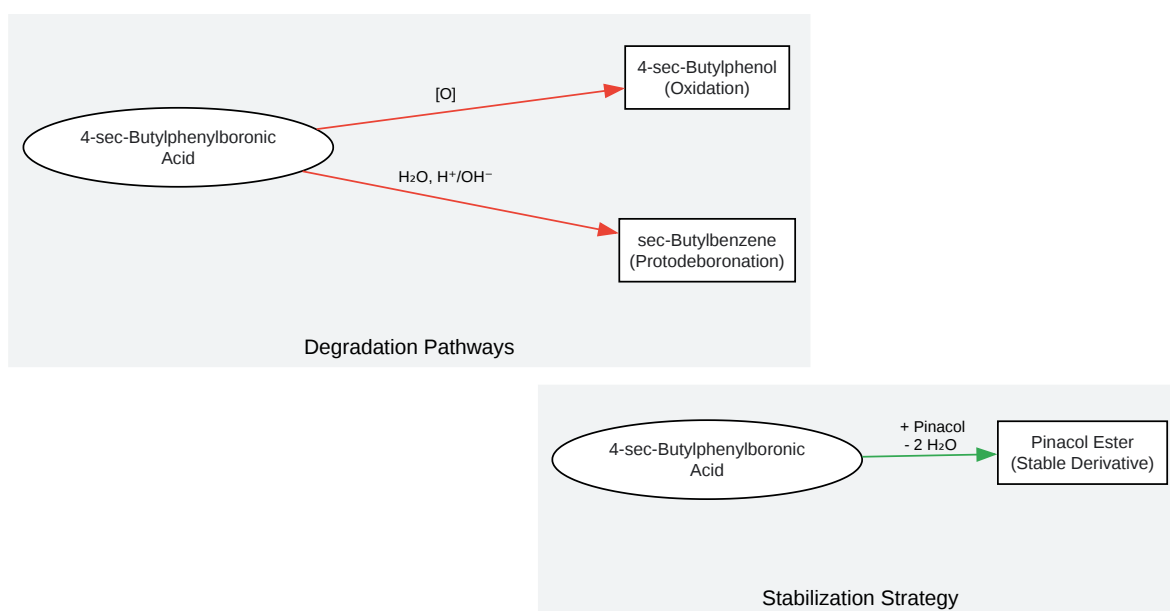 4-sec-Butylphenol
(Oxidation)
[O]
4-sec-Butylphenylboronic
Acid
H₂O, H⁺/OH⁻
sec-Butylbenzene
(Protodeboronation)
Degradation Pathways
4-sec-Butylphenylboronic
Acid
+ Pinacol
- 2 H₂O
Pinacol Ester
(Stable Derivative)
Stabilization Strategy